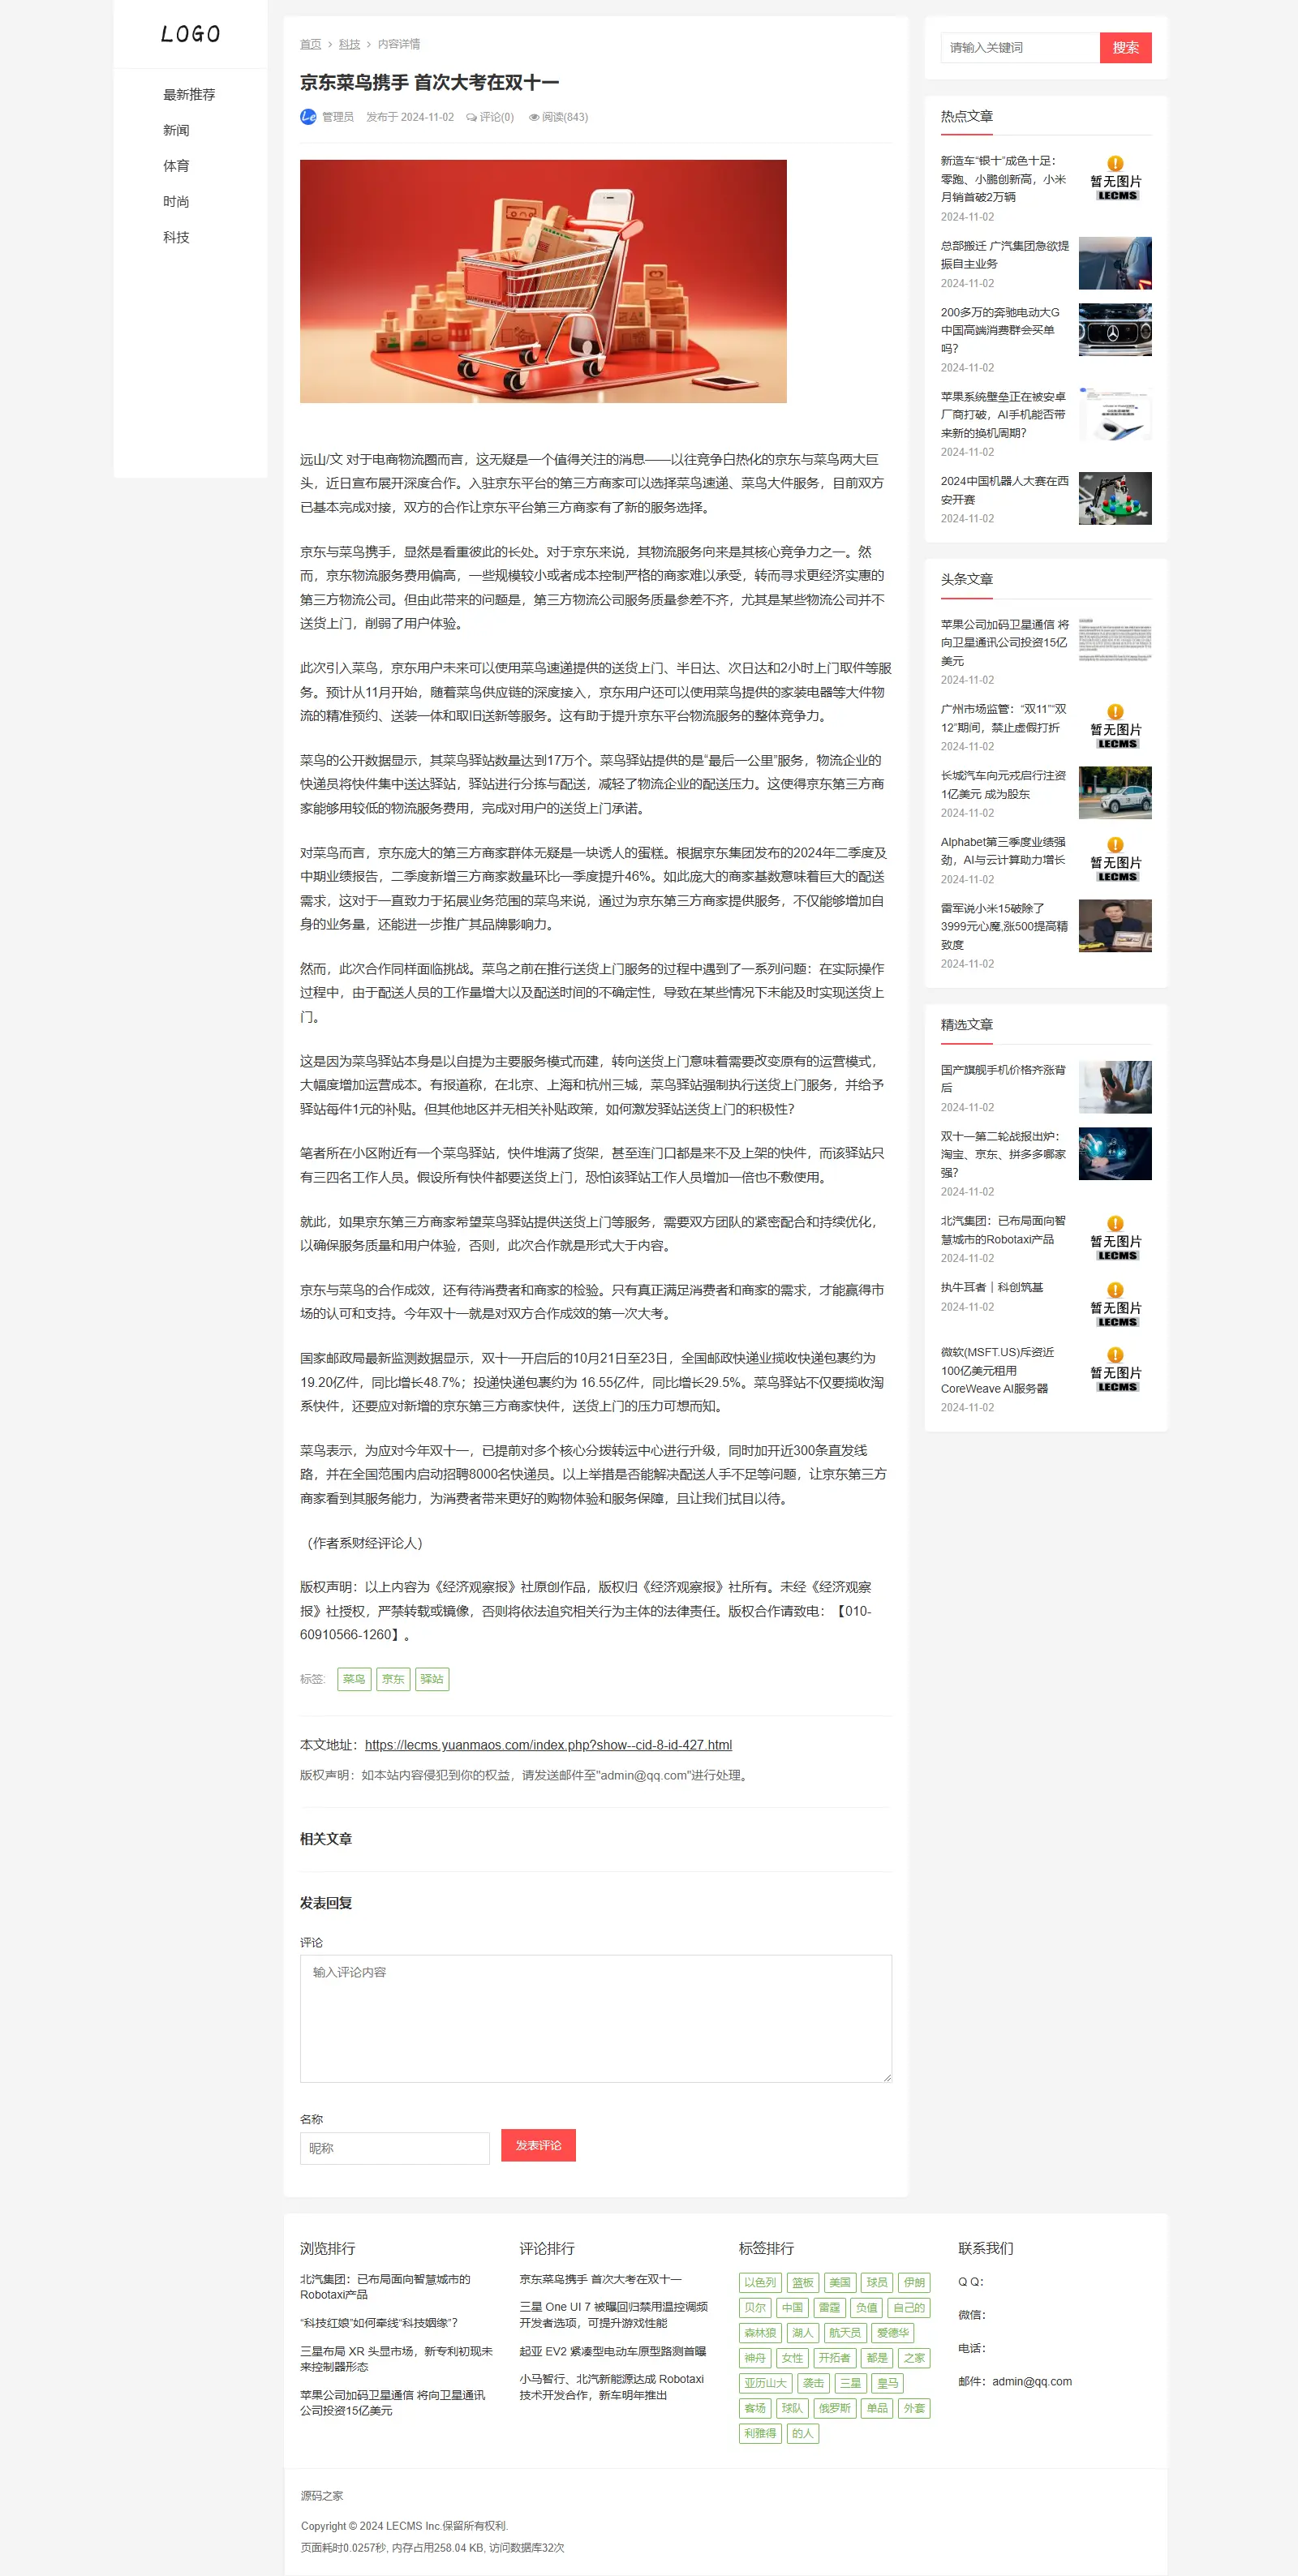 LOGO
最新推荐
新闻
体育
时尚
科技
首页 > 科技 > 内容详情
京东菜鸟携手 首次大考在双十一
Le 管理员 发布于 2024-11-02 评论(0) 阅读(843)
远山/文 对于电商物流圈而言，这无疑是一个值得关注的消息——以往竞争白热化的京东与菜鸟两大巨
头，近日宣布展开深度合作。入驻京东平台的第三方商家可以选择菜鸟速递、菜鸟大件服务，目前双方
已基本完成对接，双方的合作让京东平台第三方商家有了新的服务选择。
京东与菜鸟携手，显然是看重彼此的长处。对于京东来说，其物流服务向来是其核心竞争力之一。然
而，京东物流服务费用偏高，一些规模较小或者成本控制严格的商家难以承受，转而寻求更经济实惠的
第三方物流公司。但由此带来的问题是，第三方物流公司服务质量参差不齐，尤其是某些物流公司并不
送货上门，削弱了用户体验。
此次引入菜鸟，京东用户未来可以使用菜鸟速递提供的送货上门、半日达、次日达和2小时上门取件等服
务。预计从11月开始，随着菜鸟供应链的深度接入，京东用户还可以使用菜鸟提供的家装电器等大件物
流的精准预约、送装一体和取旧送新等服务。这有助于提升京东平台物流服务的整体竞争力。
菜鸟的公开数据显示，其菜鸟驿站数量达到17万个。菜鸟驿站提供的是“最后一公里”服务，物流企业的
快递员将快件集中送达驿站，驿站进行分拣与配送，减轻了物流企业的配送压力。这使得京东第三方商
家能够用较低的物流服务费用，完成对用户的送货上门承诺。
对菜鸟而言，京东庞大的第三方商家群体无疑是一块诱人的蛋糕。根据京东集团发布的2024年二季度及
中期业绩报告，二季度新增三方商家数量环比一季度提升46%。如此庞大的商家基数意味着巨大的配送
需求，这对于一直致力于拓展业务范围的菜鸟来说，通过为京东第三方商家提供服务，不仅能够增加自
身的业务量，还能进一步推广其品牌影响力。
然而，此次合作同样面临挑战。菜鸟之前在推行送货上门服务的过程中遇到了一系列问题：在实际操作
过程中，由于配送人员的工作量增大以及配送时间的不确定性，导致在某些情况下未能及时实现送货上
门。
这是因为菜鸟驿站本身是以自提为主要服务模式而建，转向送货上门意味着需要改变原有的运营模式，
大幅度增加运营成本。有报道称，在北京、上海和杭州三城，菜鸟驿站强制执行送货上门服务，并给予
驿站每件1元的补贴。但其他地区并无相关补贴政策，如何激发驿站送货上门的积极性？
笔者所在小区附近有一个菜鸟驿站，快件堆满了货架，甚至连门口都是来不及上架的快件，而该驿站只
有三四名工作人员。假设所有快件都要送货上门，恐怕该驿站工作人员增加一倍也不敷使用。
就此，如果京东第三方商家希望菜鸟驿站提供送货上门等服务，需要双方团队的紧密配合和持续优化，
以确保服务质量和用户体验，否则，此次合作就是形式大于内容。
京东与菜鸟的合作成效，还有待消费者和商家的检验。只有真正满足消费者和商家的需求，才能赢得市
场的认可和支持。今年双十一就是对双方合作成效的第一次大考。
国家邮政局最新监测数据显示，双十一开启后的10月21日至23日，全国邮政快递业揽收快递包裹约为
19.20亿件，同比增长48.7%；投递快递包裹约为 16.55亿件，同比增长29.5%。菜鸟驿站不仅要揽收淘
系快件，还要应对新增的京东第三方商家快件，送货上门的压力可想而知。
菜鸟表示，为应对今年双十一，已提前对多个核心分拨转运中心进行升级，同时加开近300条直发线
路，并在全国范围内启动招聘8000名快递员。以上举措是否能解决配送人手不足等问题，让京东第三方
商家看到其服务能力，为消费者带来更好的购物体验和服务保障，且让我们拭目以待。
（作者系财经评论人）
版权声明：以上内容为《经济观察报》社原创作品，版权归《经济观察报》社所有。未经《经济观察
报》社授权，严禁转载或镜像，否则将依法追究相关行为主体的法律责任。版权合作请致电：【010-
60910566-1260】。
标签: 菜鸟 京东 驿站
本文地址：https://lecms.yuanmaos.com/index.php?show--cid-8-id-427.html
版权声明：如本站内容侵犯到你的权益，请发送邮件至"admin@qq.com"进行处理。
相关文章
发表回复
评论
输入评论内容
名称
昵称
发表评论
请输入关键词 搜索
热点文章
新造车“银十”成色十足：
零跑、小鹏创新高，小米
月销首破2万辆
2024-11-02
暂无图片
LECMS
总部搬迁 广汽集团急欲提
振自主业务
2024-11-02
200多万的奔驰电动大G
中国高端消费群会买单
吗？
2024-11-02
苹果系统壁垒正在被安卓
厂商打破，AI手机能否带
来新的换机周期？
2024-11-02
2024中国机器人大赛在西
安开赛
2024-11-02
头条文章
苹果公司加码卫星通信 将
向卫星通讯公司投资15亿
美元
2024-11-02
广州市场监管：“双11”“双
12”期间，禁止虚假打折
2024-11-02
暂无图片
LECMS
长城汽车向元戎启行注资
1亿美元 成为股东
2024-11-02
Alphabet第三季度业绩强
劲，AI与云计算助力增长
2024-11-02
暂无图片
LECMS
雷军说小米15破除了
3999元心魔,涨500提高精
致度
2024-11-02
精选文章
国产旗舰手机价格齐涨背
后
2024-11-02
双十一第二轮战报出炉：
淘宝、京东、拼多多哪家
强？
2024-11-02
北汽集团：已布局面向智
慧城市的Robotaxi产品
2024-11-02
暂无图片
LECMS
执牛耳者｜科创筑基
2024-11-02
暂无图片
LECMS
微软(MSFT.US)斥资近
100亿美元租用
CoreWeave AI服务器
2024-11-02
暂无图片
LECMS
浏览排行
北汽集团：已布局面向智慧城市的
Robotaxi产品
“科技红娘”如何牵线“科技姻缘”？
三星布局 XR 头显市场，新专利初现未
来控制器形态
苹果公司加码卫星通信 将向卫星通讯
公司投资15亿美元
评论排行
京东菜鸟携手 首次大考在双十一
三星 One UI 7 被曝回归禁用温控调频
开发者选项，可提升游戏性能
起亚 EV2 紧凑型电动车原型路测首曝
小马智行、北汽新能源达成 Robotaxi
技术开发合作，新车明年推出
标签排行
以色列 篮板 美国 球员 伊朗
贝尔 中国 雷霆 负值 自己的
森林狼 湖人 航天员 爱德华
神舟 女性 开拓者 都是 之家
亚历山大 袭击 三星 皇马
客场 球队 俄罗斯 单品 外套
利雅得 的人
联系我们
Q Q：
微信：
电话：
邮件：admin@qq.com
源码之家
Copyright © 2024 LECMS Inc.保留所有权利.
页面耗时0.0257秒, 内存占用258.04 KB, 访问数据库32次